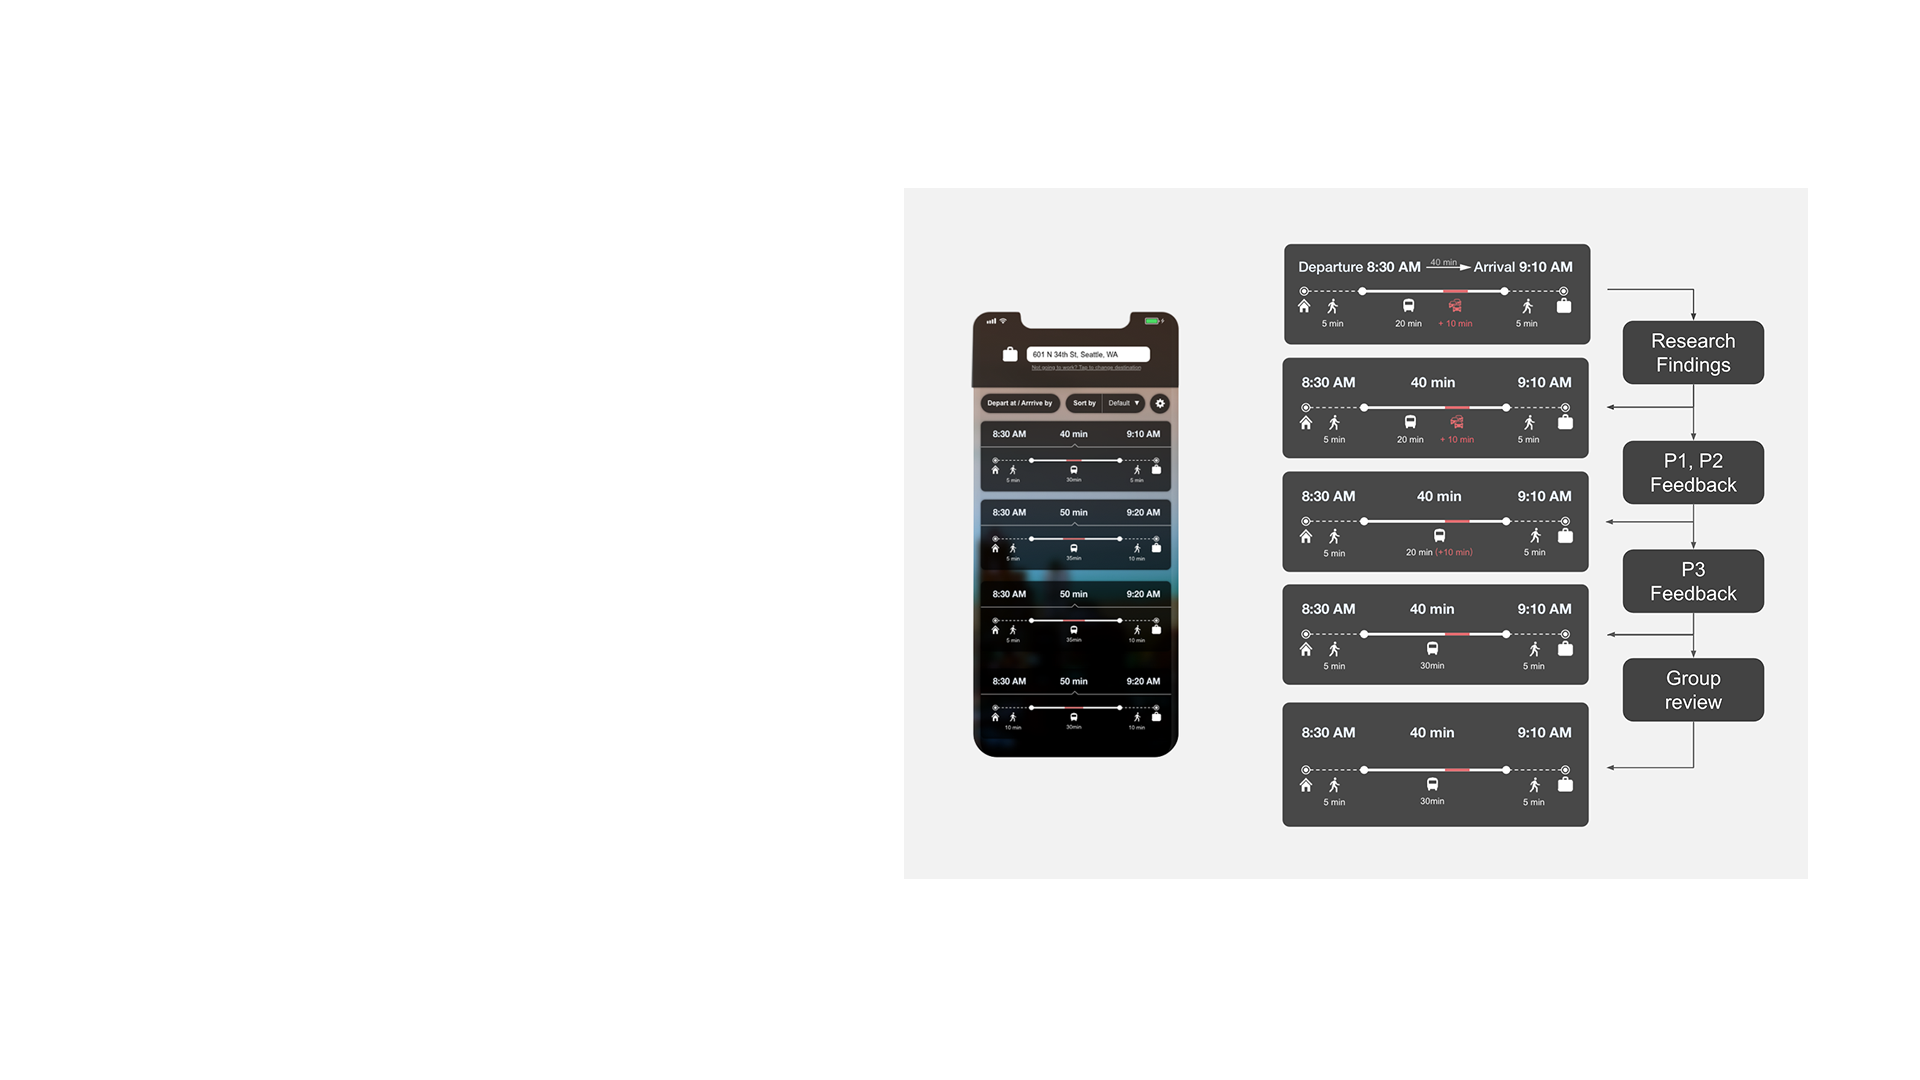 601 N 34th St, Seattle, WA
Not going to work? Tap to change destination
Depart at / Arrrive by
Sort by
Default ▼
8:30 AM 40 min 9:10 AM
5 min 30min 5 min
8:30 AM 50 min 9:20 AM
5 min 35min 10 min
8:30 AM 50 min 9:20 AM
5 min 35min 10 min
8:30 AM 50 min 9:20 AM
10 min 30min 10 min
Departure 8:30 AM 40 min Arrival 9:10 AM
5 min 20 min + 10 min 5 min
8:30 AM 40 min 9:10 AM
5 min 20 min + 10 min 5 min
8:30 AM 40 min 9:10 AM
5 min 20 min (+10 min) 5 min
8:30 AM 40 min 9:10 AM
5 min 30min 5 min
8:30 AM 40 min 9:10 AM
5 min 30min 5 min
Research
Findings
P1, P2
Feedback
P3
Feedback
Group
review